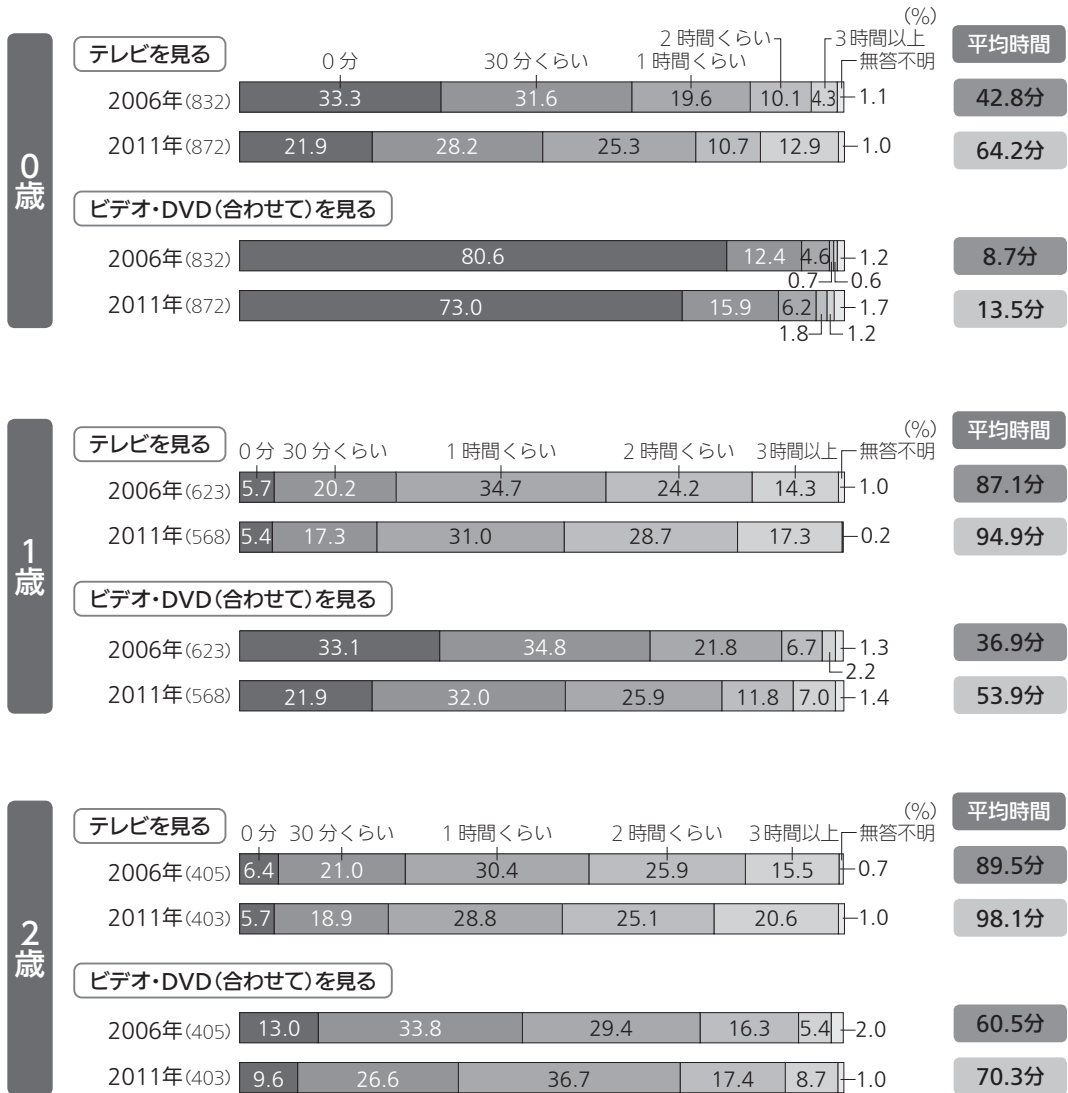 (%)
0歳
テレビを見る
0分 30分くらい 1時間くらい 2時間くらい 3時間以上 無答不明
平均時間
2006年(832) 33.3 31.6 19.6 10.1 4.3 1.1 42.8分
2011年(872) 21.9 28.2 25.3 10.7 12.9 1.0 64.2分
ビデオ・DVD(合わせて)を見る
2006年(832) 80.6 12.4 4.6 0.7 0.6 1.2 8.7分
2011年(872) 73.0 15.9 6.2 1.8 1.2 1.7 13.5分
1歳
(%)
テレビを見る
0分 30分くらい 1時間くらい 2時間くらい 3時間以上 無答不明
平均時間
2006年(623) 5.7 20.2 34.7 24.2 14.3 1.0 87.1分
2011年(568) 5.4 17.3 31.0 28.7 17.3 0.2 94.9分
ビデオ・DVD(合わせて)を見る
2006年(623) 33.1 34.8 21.8 6.7 2.2 1.3 36.9分
2011年(568) 21.9 32.0 25.9 11.8 7.0 1.4 53.9分
2歳
(%)
テレビを見る
0分 30分くらい 1時間くらい 2時間くらい 3時間以上 無答不明
平均時間
2006年(405) 6.4 21.0 30.4 25.9 15.5 0.7 89.5分
2011年(403) 5.7 18.9 28.8 25.1 20.6 1.0 98.1分
ビデオ・DVD(合わせて)を見る
2006年(405) 13.0 33.8 29.4 16.3 5.4 2.0 60.5分
2011年(403) 9.6 26.6 36.7 17.4 8.7 1.0 70.3分